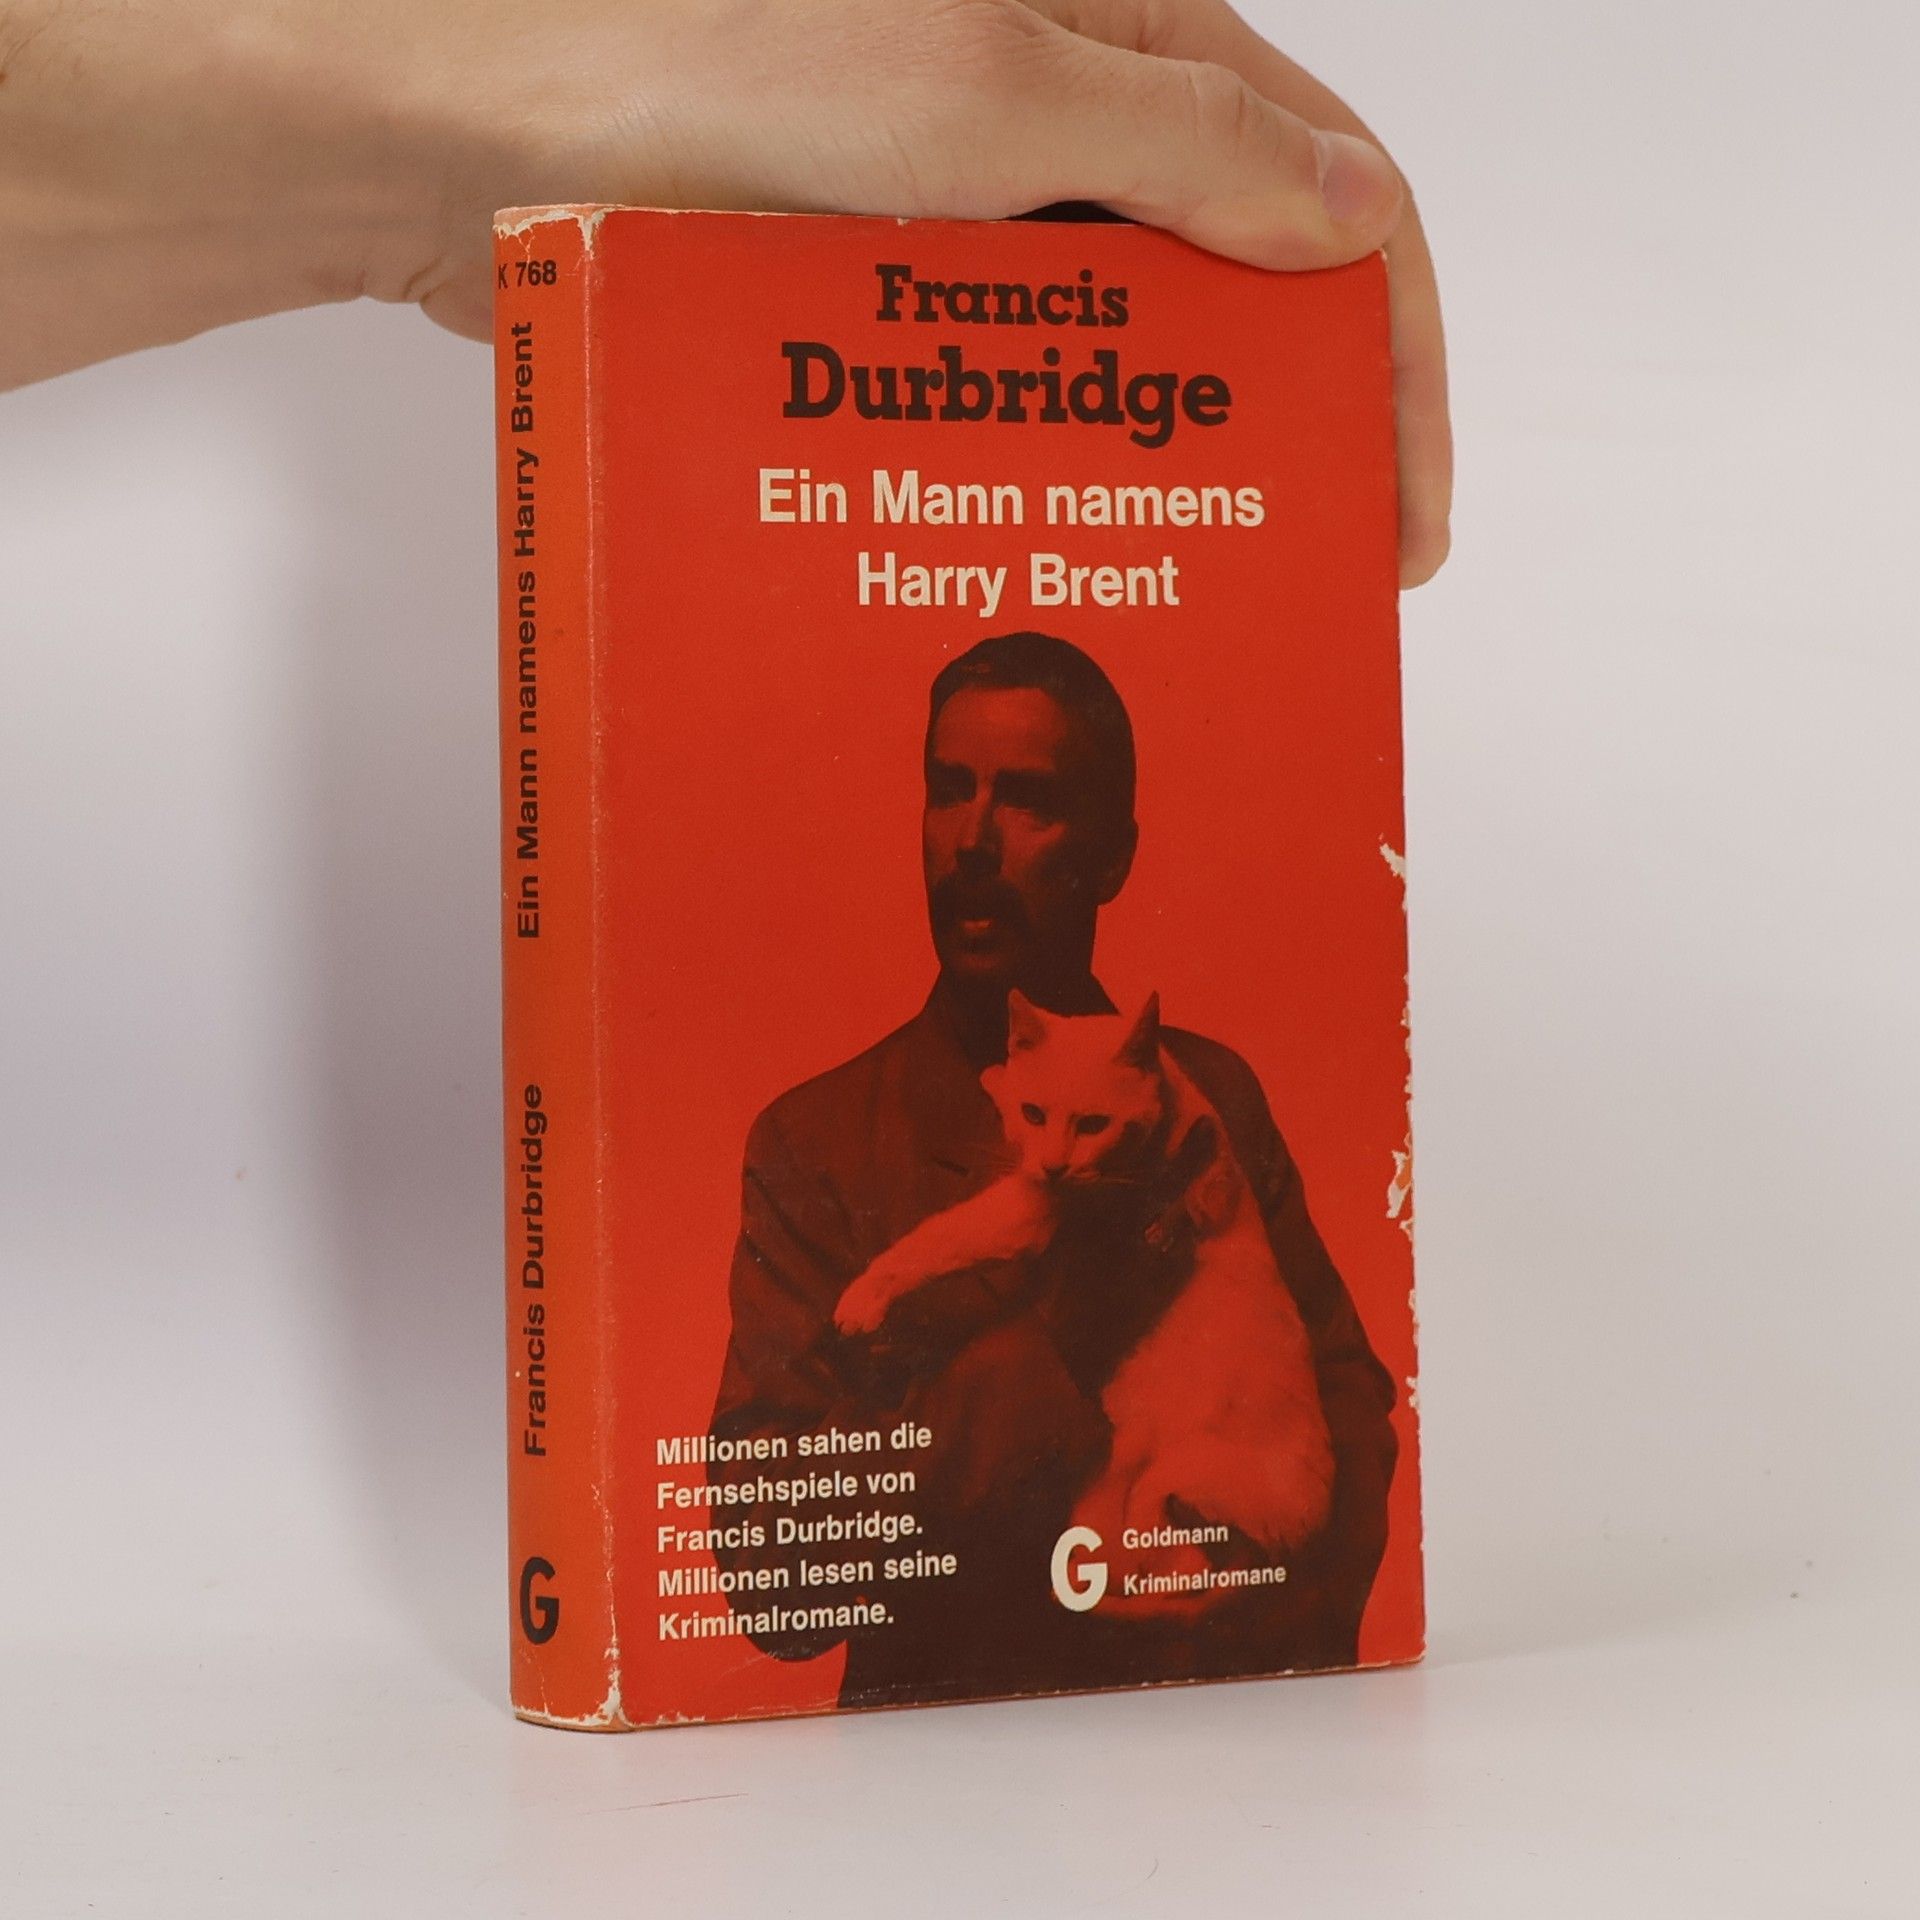 K 768
Ein Mann namens Harry Brent
Francis Durbridge
G
Francis
Durbridge
Ein Mann namens
Harry Brent
Millionen sahen die
Fernsehspiele von
Francis Durbridge.
Millionen lesen seine
Kriminalromane.
G Goldmann
Kriminalromane